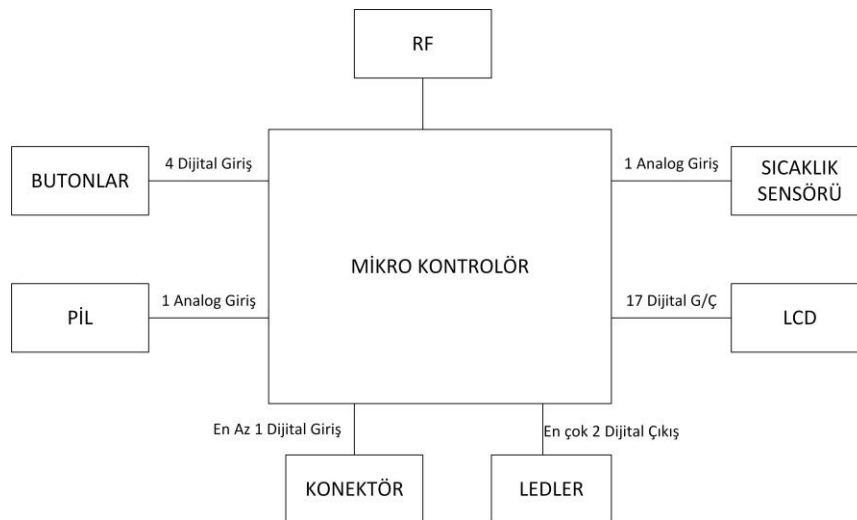 RF
4 Dijital Giriş
1 Analog Giriş
BUTONLAR
SICAKLIK
SENSÖRÜ
MİKRO KONTROLÖR
1 Analog Giriş
17 Dijital G/Ç
PİL
LCD
En Az 1 Dijital Giriş
En çok 2 Dijital Çıkış
KONEKTÖR
LEDLER